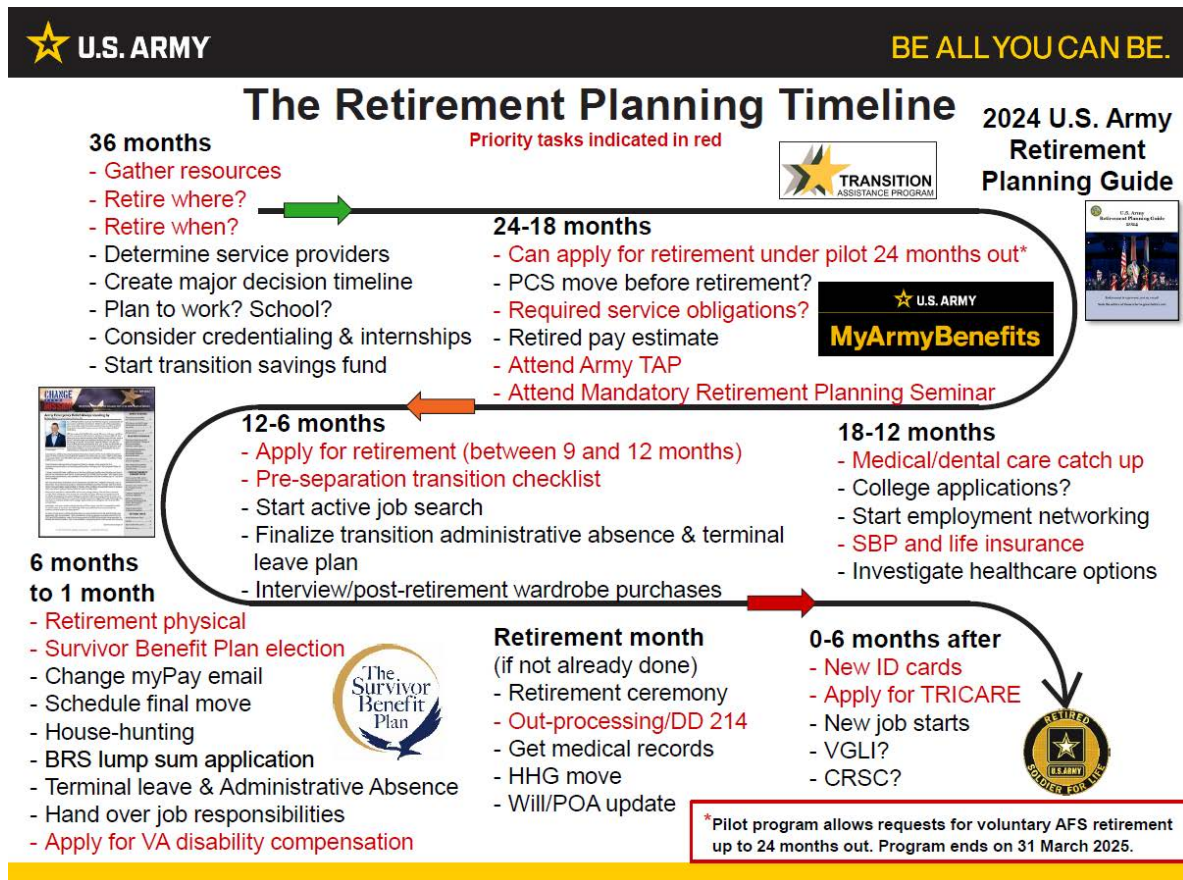 U.S. ARMY
BE ALL YOU CAN BE.
The Retirement Planning Timeline
Priority tasks indicated in red
2024 U.S. Army
Retirement
Planning Guide
TRANSITION
ASSISTANCE PROGRAM
U.S. Army
Retirement Planning Guide
2024
36 months
- Gather resources
- Retire where?
- Retire when?
- Determine service providers
- Create major decision timeline
- Plan to work? School?
- Consider credentialing & internships
- Start transition savings fund
24-18 months
- Can apply for retirement under pilot 24 months out*
- PCS move before retirement?
- Required service obligations?
- Retired pay estimate
- Attend Army TAP
- Attend Mandatory Retirement Planning Seminar
U.S. ARMY
MyArmyBenefits
18-12 months
- Medical/dental care catch up
- College applications?
- Start employment networking
- SBP and life insurance
- Investigate healthcare options
12-6 months
- Apply for retirement (between 9 and 12 months)
- Pre-separation transition checklist
- Start active job search
- Finalize transition administrative absence & terminal
leave plan
- Interview/post-retirement wardrobe purchases
CHANGE
6 months
to 1 month
- Retirement physical
- Survivor Benefit Plan election
- Change myPay email
- Schedule final move
- House-hunting
- BRS lump sum application
- Terminal leave & Administrative Absence
- Hand over job responsibilities
- Apply for VA disability compensation
The
Survivor
Benefit
Plan
Retirement month
(if not already done)
- Retirement ceremony
- Out-processing/DD 214
- Get medical records
- HHG move
- Will/POA update
0-6 months after
- New ID cards
- Apply for TRICARE
- New job starts
- VGLI?
- CRSC?
RETIRED
U.S. ARMY
SOLDIER FOR LIFE
*Pilot program allows requests for voluntary AFS retirement
up to 24 months out. Program ends on 31 March 2025.